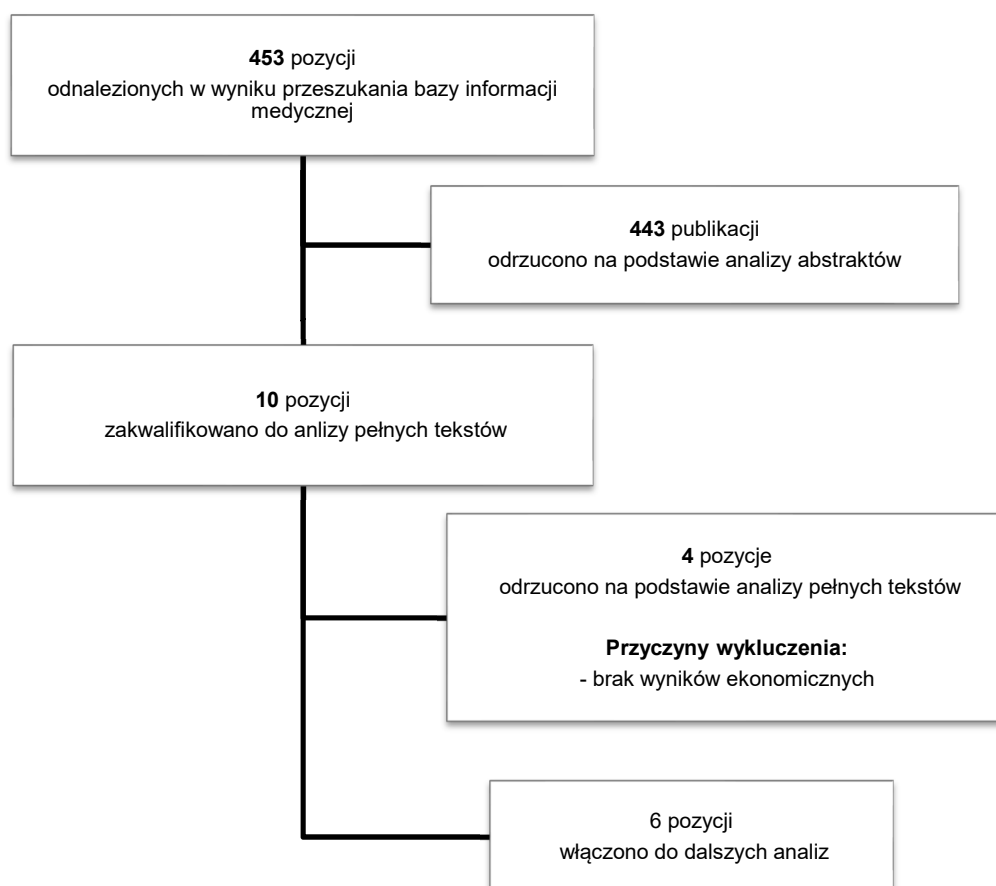 453 pozycji
odnalezionych w wyniku przeszukania bazy informacji
medycznej
443 publikacji
odrzucono na podstawie analizy abstraktów
10 pozycji
zakwalifikowano do anlizy pełnych tekstów
4 pozycje
odrzucono na podstawie analizy pełnych tekstów
Przyczyny wykluczenia:
- brak wyników ekonomicznych
6 pozycji
włączono do dalszych analiz